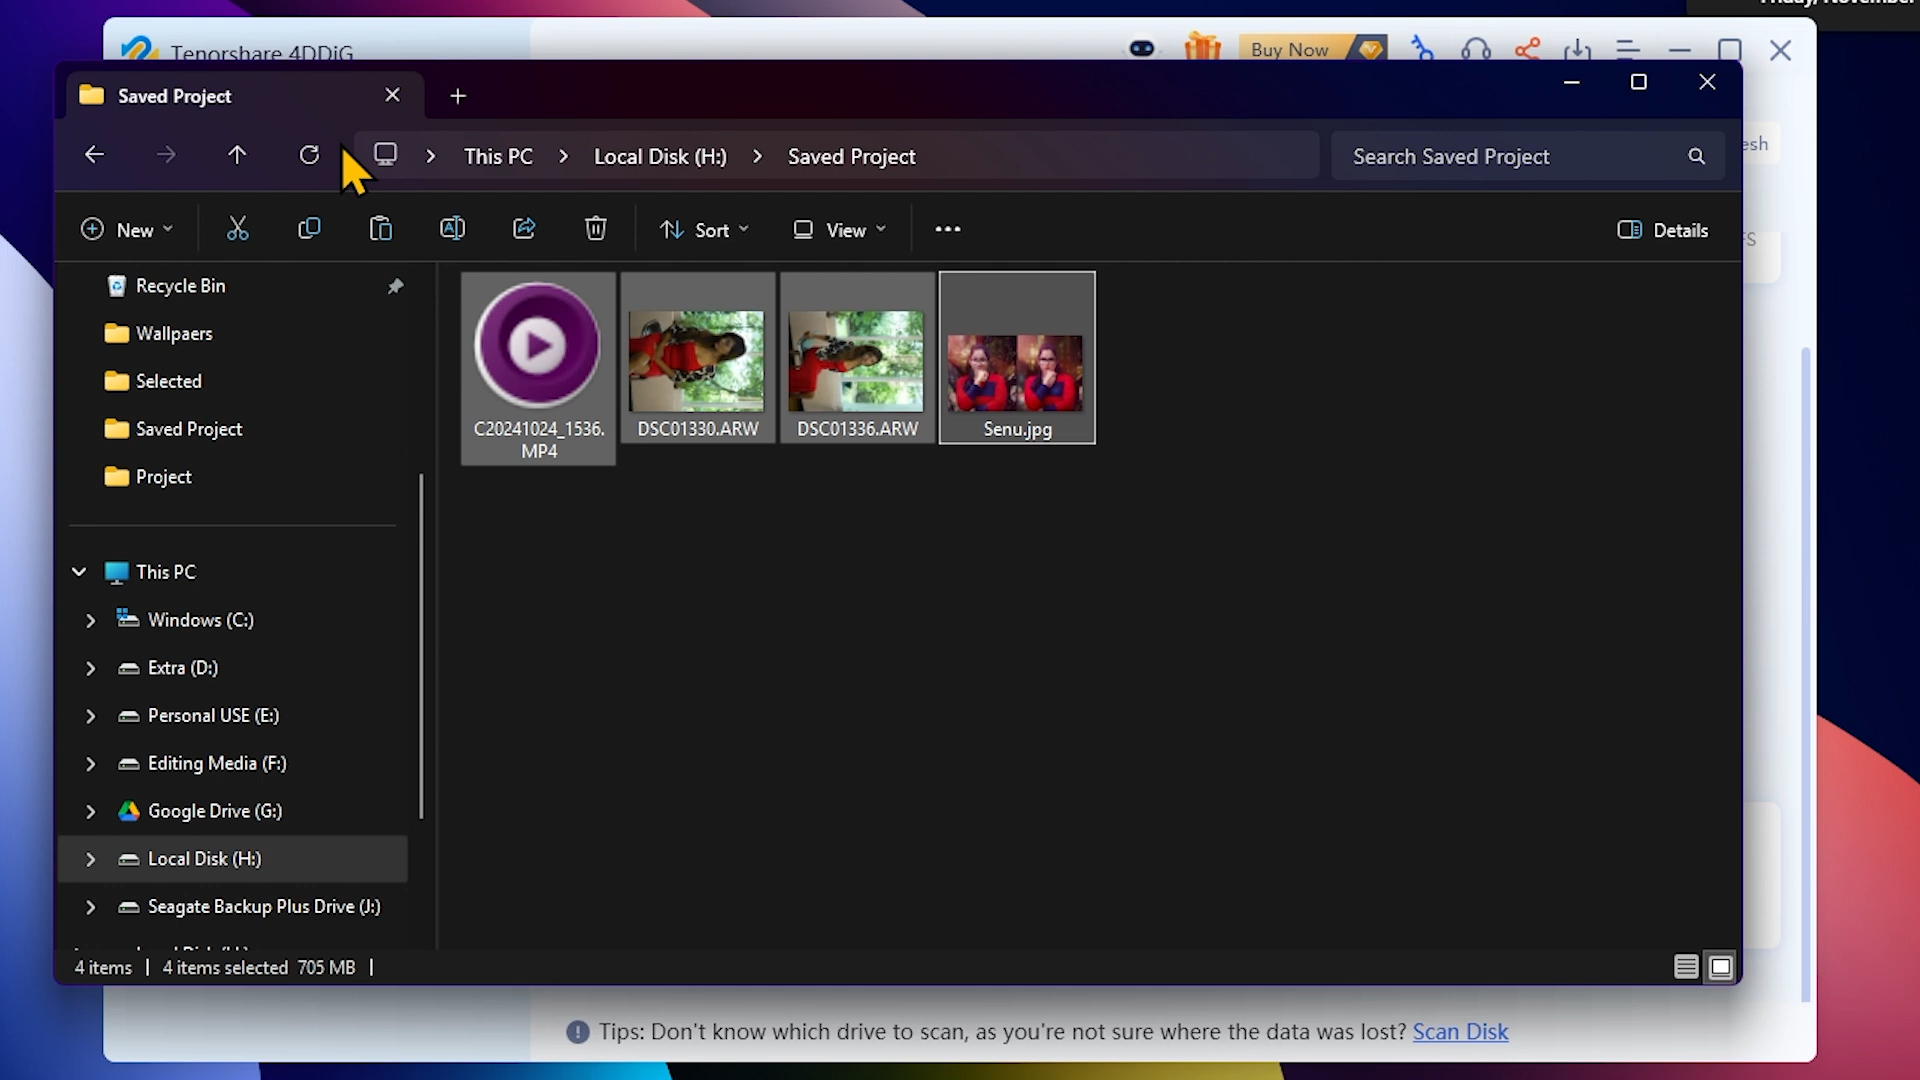 Friday, November
Tenorshare 4DDiG
Buy Now
Saved Project
This PC
Local Disk (H:)
Saved Project
Search Saved Project
esh
New
Sort
View
Details
FS
Recycle Bin
Wallpaers
Selected
Saved Project
Project
This PC
Windows (C:)
Extra (D:)
Personal USE (E:)
Editing Media (F:)
Google Drive (G:)
Local Disk (H:)
Seagate Backup Plus Drive (J:)
C20241024_1536.
MP4
DSC01330.ARW
DSC01336.ARW
Senu.jpg
4 items
4 items selected 705 MB
Tips: Don't know which drive to scan, as you're not sure where the data was lost? Scan Disk